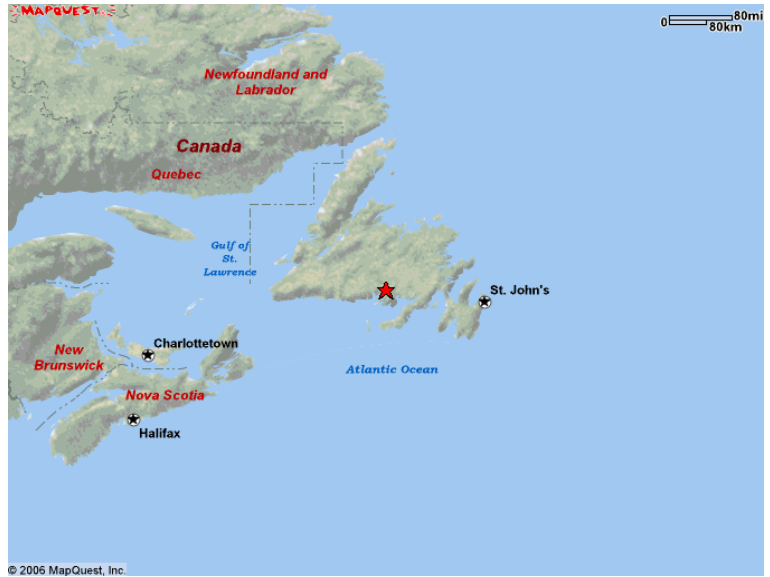 MAPQUEST.
80mi
0
80km
Newfoundland and
Labrador
Canada
Quebec
Gulf of
St.
Lawrence
St. John's
Charlottetown
New
Brunswick
Atlantic Ocean
Nova Scotia
Halifax
© 2006 MapQuest, Inc.